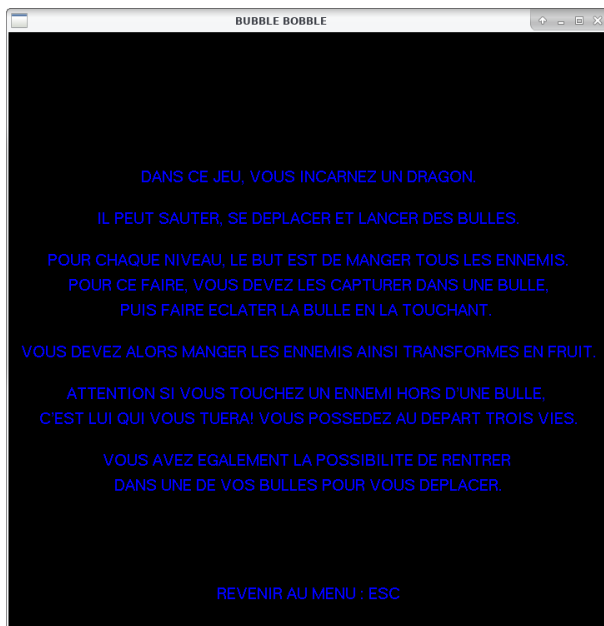 BUBBLE BOBBLE
DANS CE JEU, VOUS INCARNEZ UN DRAGON.
IL PEUT SAUTER, SE DEPLACER ET LANCER DES BULLES.
POUR CHAQUE NIVEAU, LE BUT EST DE MANGER TOUS LES ENNEMIS.
POUR CE FAIRE, VOUS DEVEZ LES CAPTURER DANS UNE BULLE,
PUIS FAIRE ECLATER LA BULLE EN LA TOUCHANT.
VOUS DEVEZ ALORS MANGER LES ENNEMIS AINSI TRANSFORMES EN FRUIT.
ATTENTION SI VOUS TOUCHEZ UN ENNEMI HORS D'UNE BULLE,
C'EST LUI QUI VOUS TUERA! VOUS POSSEDEZ AU DEPART TROIS VIES.
VOUS AVEZ EGALEMENT LA POSSIBILITE DE RENTRER
DANS UNE DE VOS BULLES POUR VOUS DEPLACER.
REVENIR AU MENU : ESC